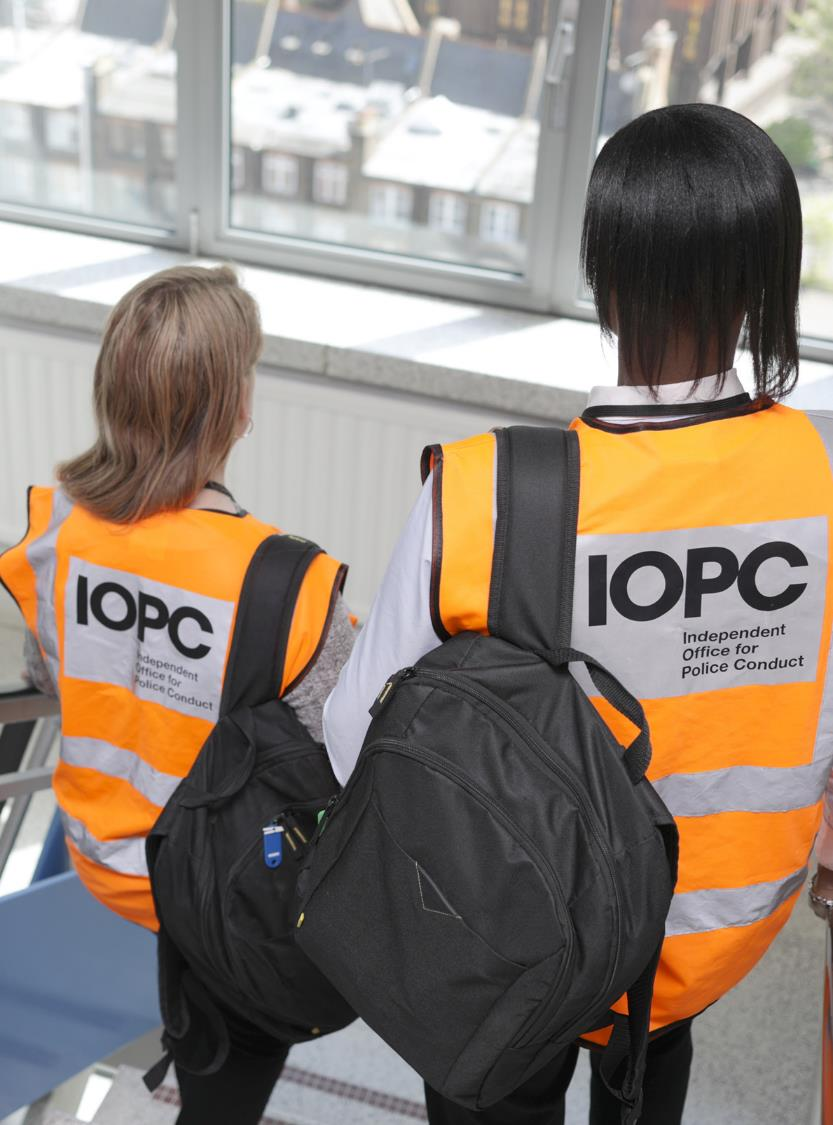 IOPC
Independent
Office for
Police Conduct
IOPC
Independent
Office for
Police Conduct